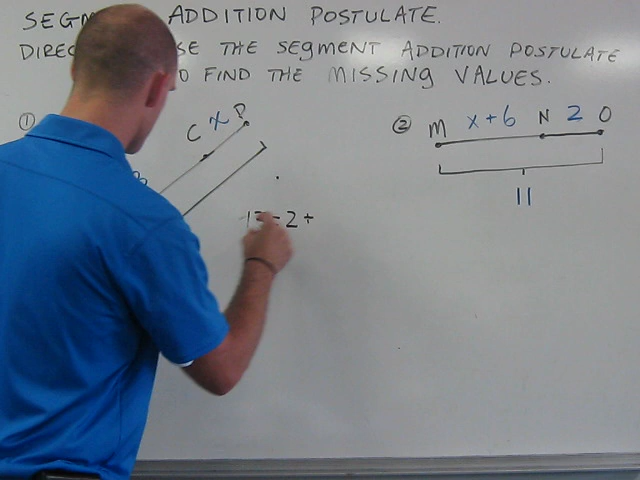 SEGM ADDITION POSTULATE.
DIREC SE THE SEGMENT ADDITION POSTULATE
O FIND THE MISSING VALUES.
① C X D
-2+
② M x+6 N 2 O
11